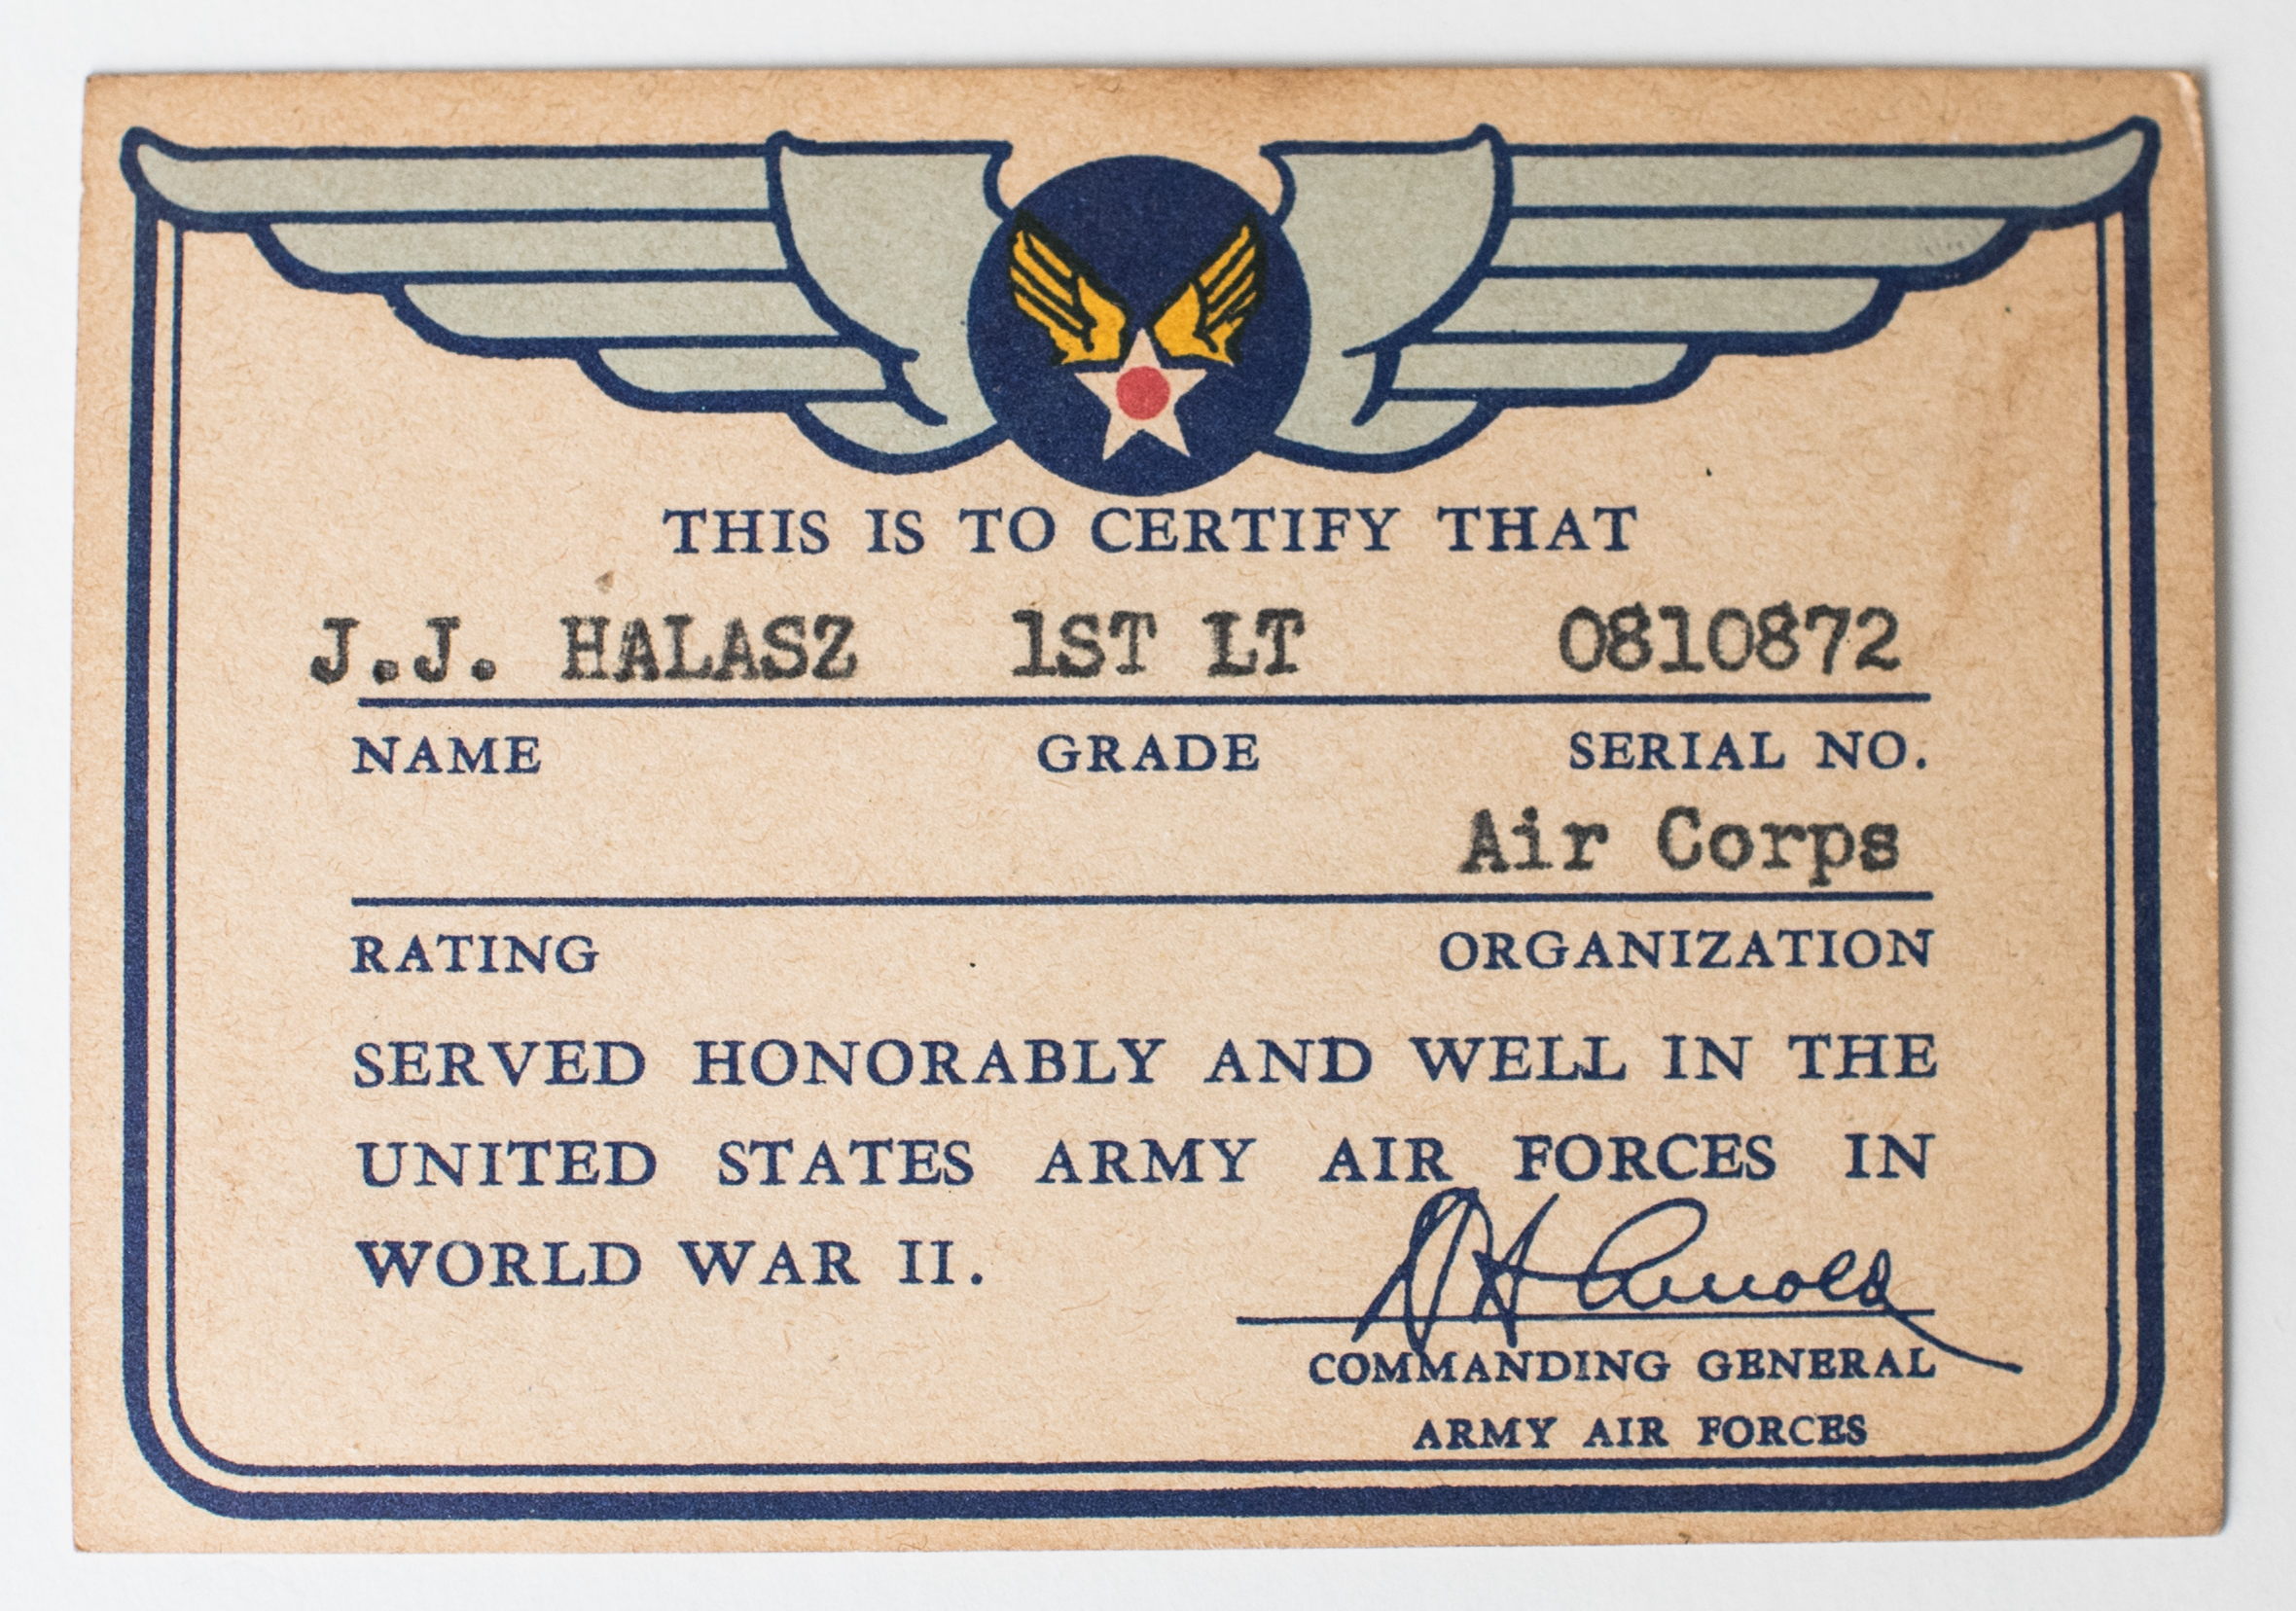 THIS IS TO CERTIFY THAT
J.J. HALASZ 1ST LT 0810872
NAME GRADE SERIAL NO.
Air Corps
RATING ORGANIZATION
SERVED HONORABLY AND WELL IN THE
UNITED STATES ARMY AIR FORCES IN
WORLD WAR II.
H H Arnold
COMMANDING GENERAL
ARMY AIR FORCES